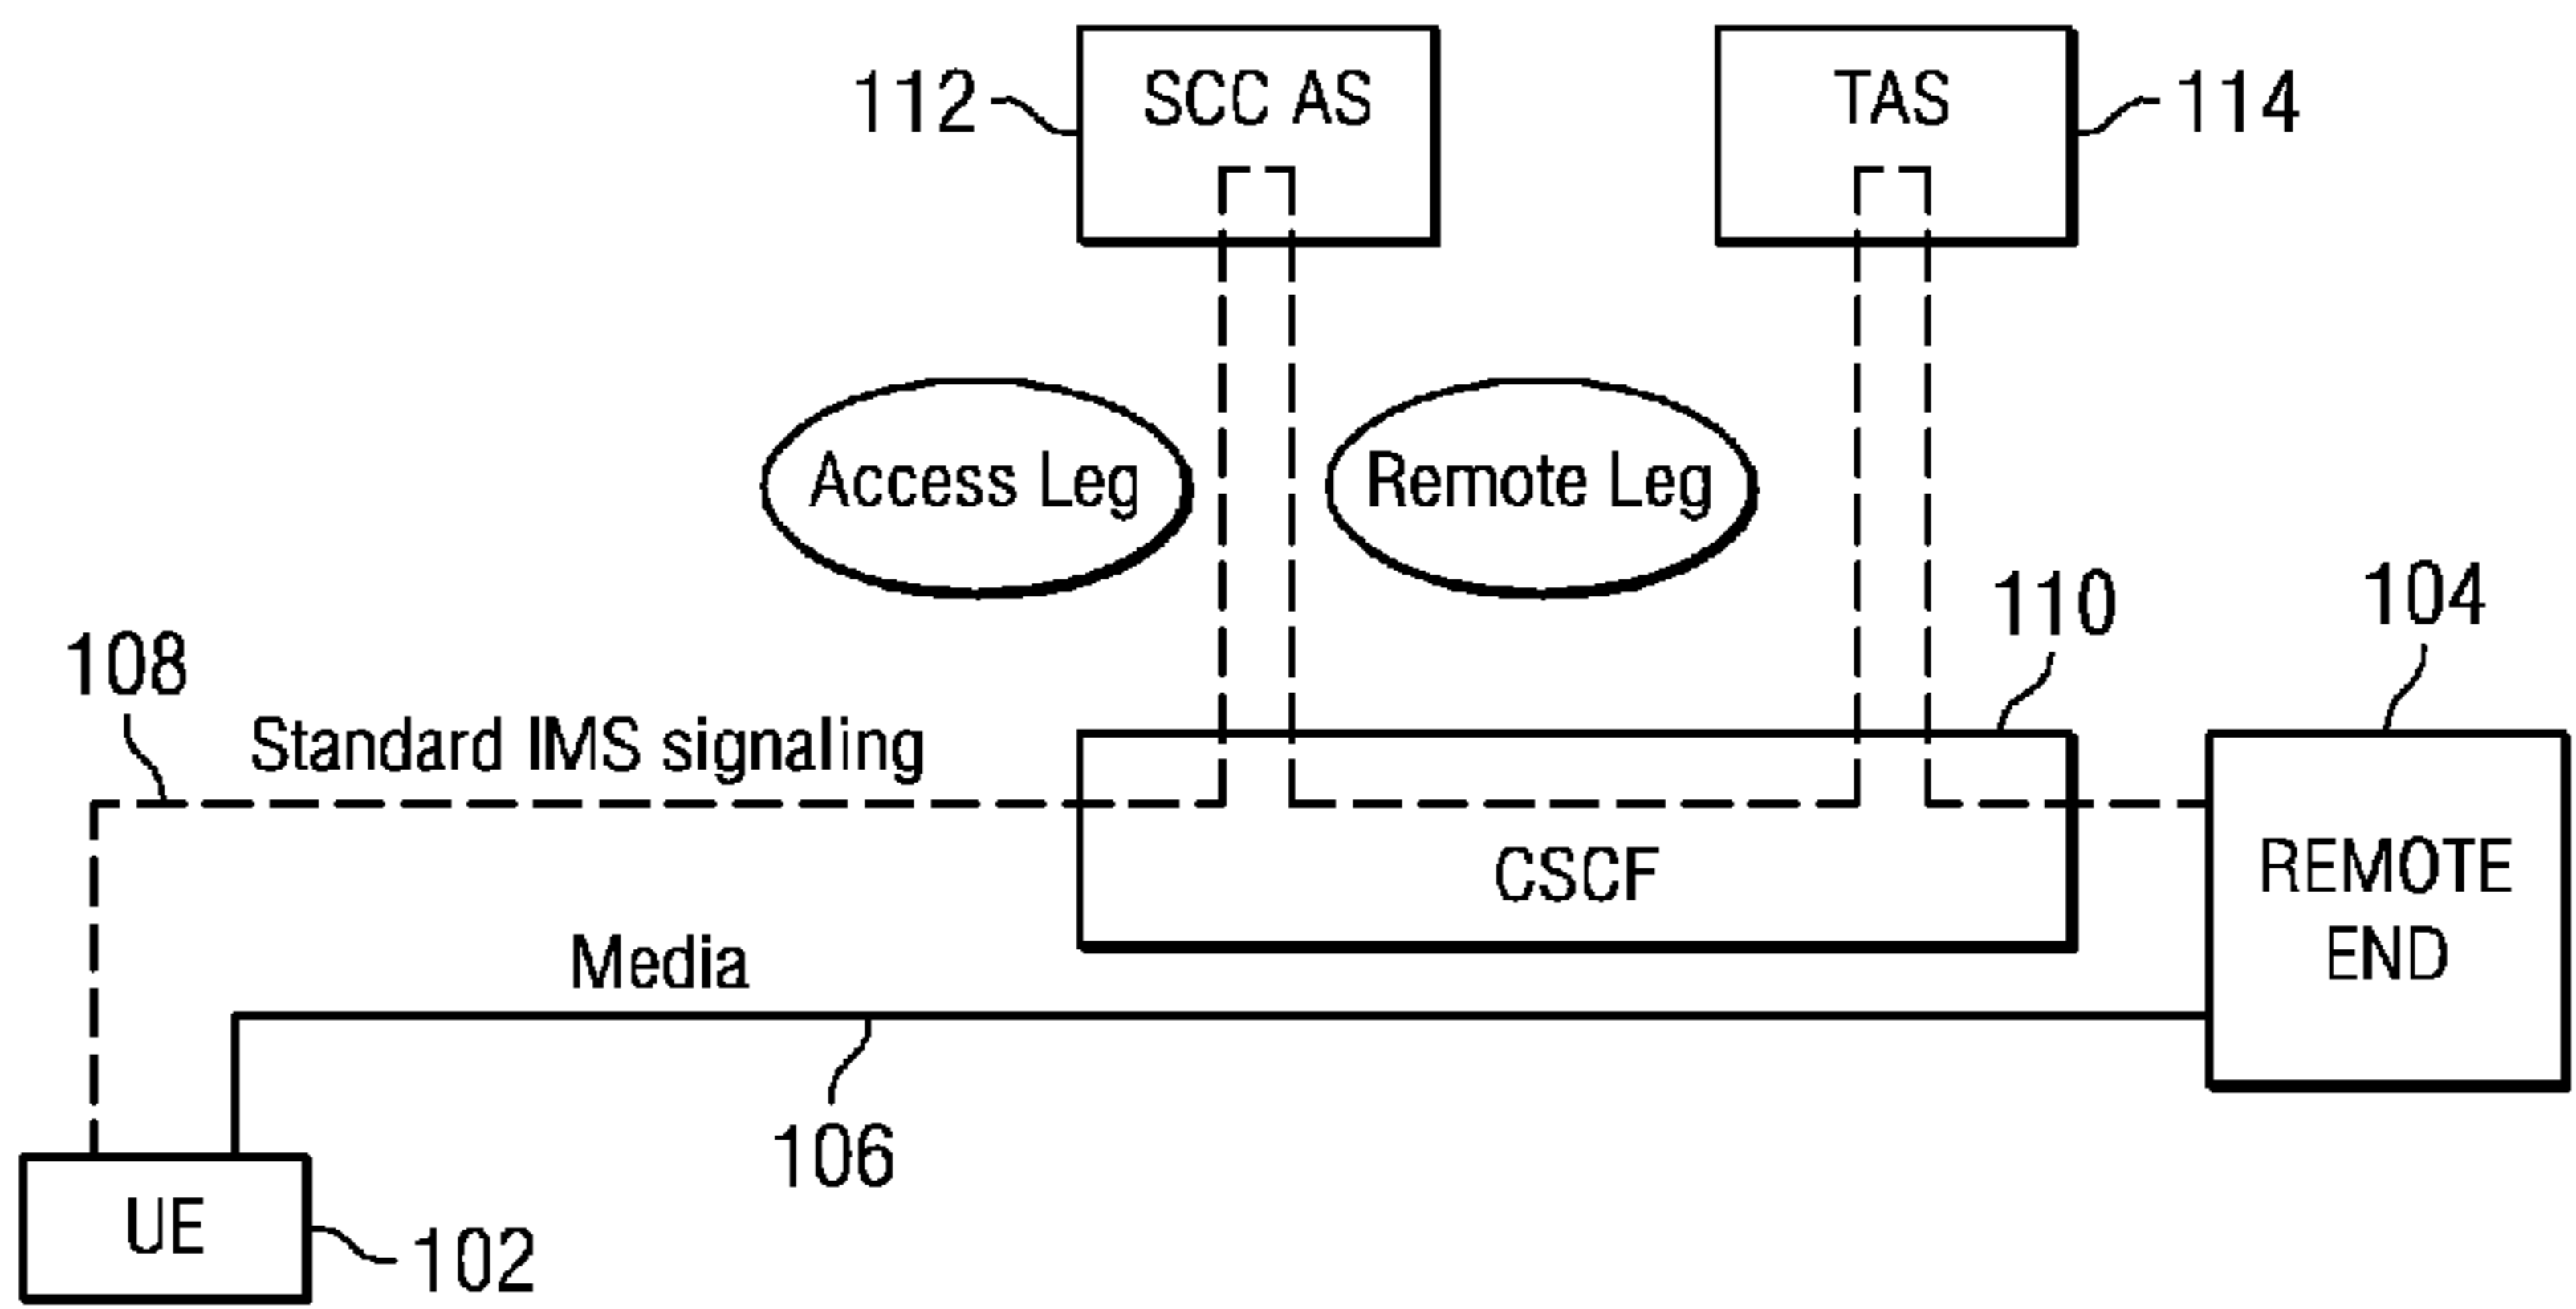 112
SCC AS
TAS
114
Access Leg
Remote Leg
110
104
108
Standard IMS signaling
CSCF
REMOTE
END
Media
106
UE
102